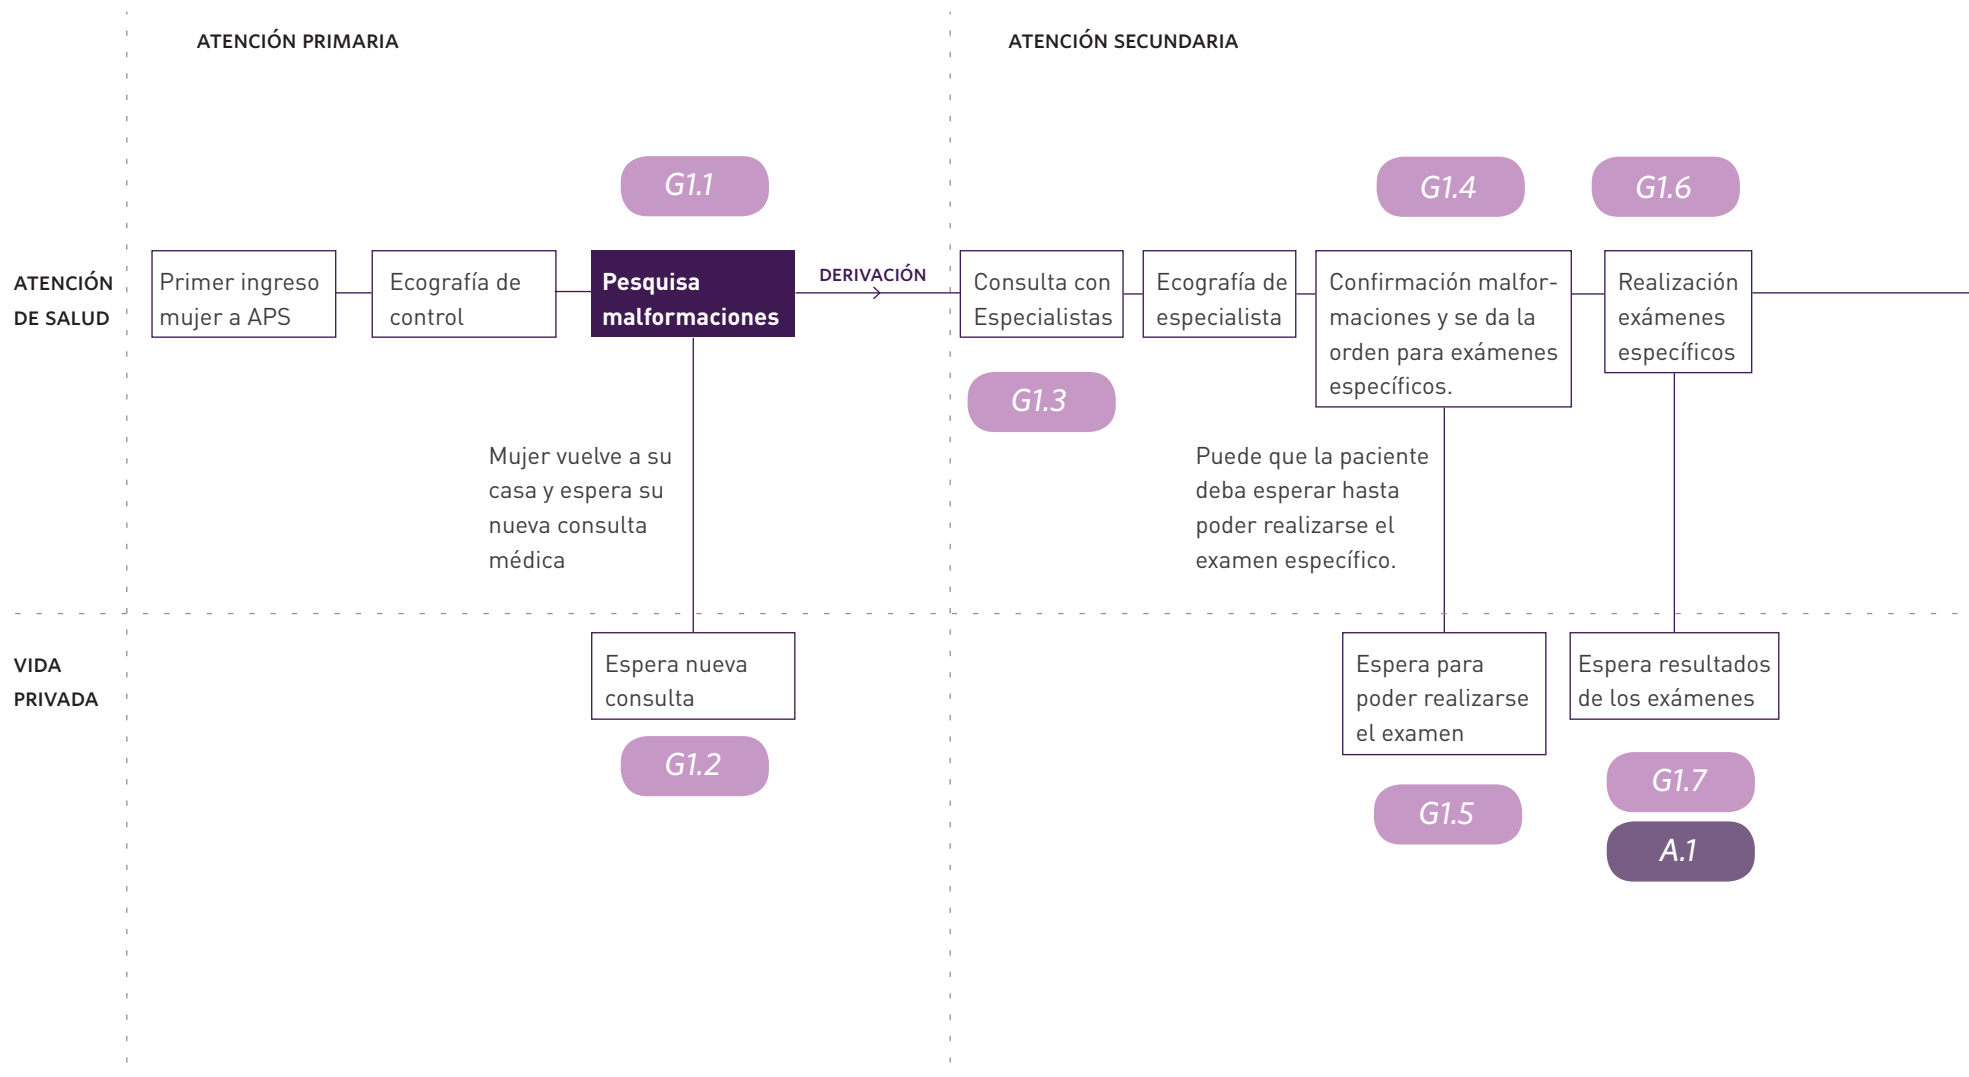 ATENCIÓN PRIMARIA
ATENCIÓN SECUNDARIA
G1.1
G1.4
G1.6
ATENCIÓN
DE SALUD
Primer ingreso
mujer a APS
Ecografía de
control
Pesquisa
malformaciones
DERIVACIÓN
Consulta con
Especialistas
Ecografía de
especialista
Confirmación malfor-
maciones y se da la
orden para exámenes
específicos.
Realización
exámenes
específicos
G1.3
Mujer vuelve a su
casa y espera su
nueva consulta
médica
Puede que la paciente
deba esperar hasta
poder realizarse el
examen específico.
VIDA
PRIVADA
Espera nueva
consulta
Espera para
poder realizarse
el examen
Espera resultados
de los exámenes
G1.2
G1.5
G1.7
A.1